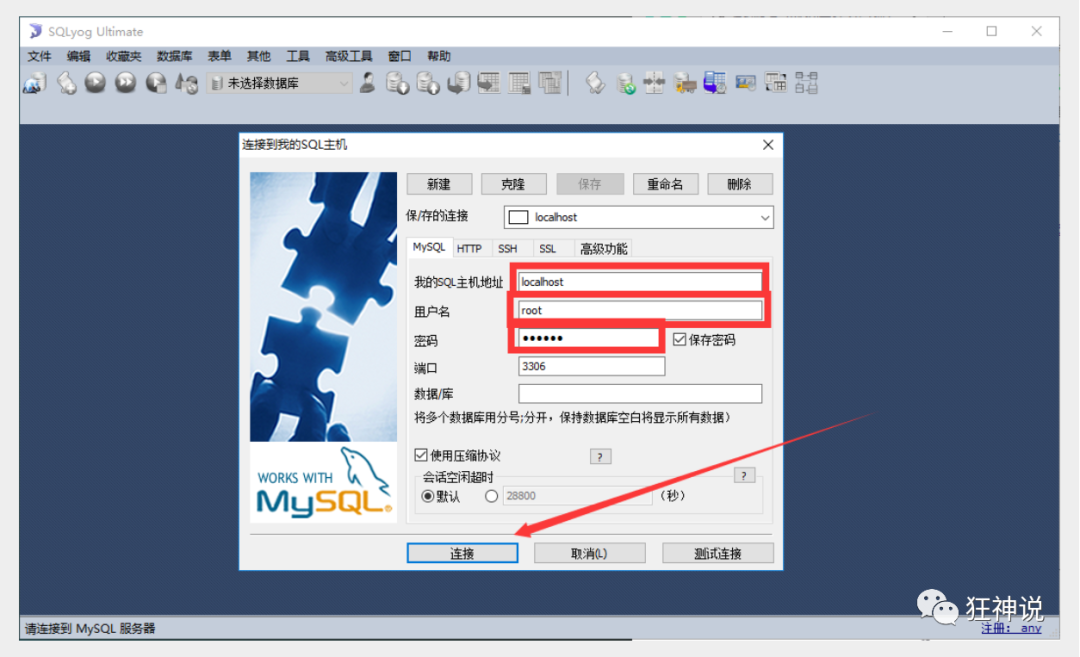 SQLyog Ultimate
文件 编辑 收藏夹 数据库 表单 其他 工具 高级工具 窗口 帮助
未选择数据库
连接到我的SQL主机
新建 克隆 保存 重命名 删除
保/存的连接 localhost
MySQL HTTP SSH SSL 高级功能
我的SQL主机地址 localhost
用户名 root
密码 •••••• 保存密码
端口 3306
数据/库
将多个数据库用分号;分开，保持数据库空白将显示所有数据）
使用压缩协议 ?
会话空闲超时 ?
默认 28800 （秒）
WORKS WITH
MySQL®
连接 取消(L) 测试连接
狂神说
请连接到 MySQL 服务器 注册： any